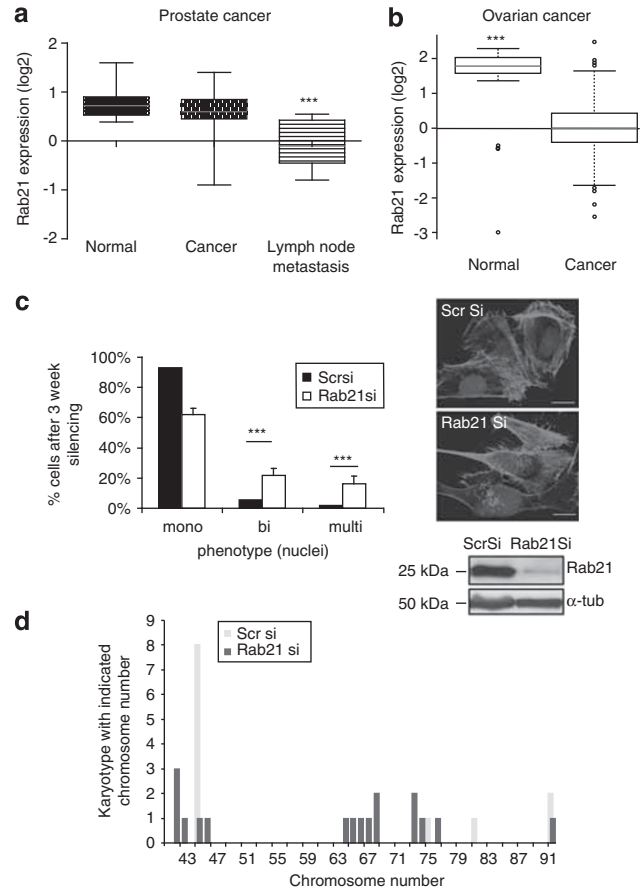 a
Prostate cancer
Rab21 expression (log2)
2
1
0
-1
-2
***
Normal
Cancer
Lymph node
metastasis
b
Ovarian cancer
Rab21 expression (log2)
2
1
0
-1
-2
-3
***
Normal
Cancer
c
% cells after 3 week
silencing
100%
80%
60%
40%
20%
0%
Scrsi
Rab21si
***
***
mono
bi
multi
phenotype (nuclei)
Scr Si
Rab21 Si
ScrSi Rab21Si
25 kDa
Rab21
50 kDa
α-tub
d
Karyotype with indicated
chromosome number
9
8
7
6
5
4
3
2
1
0
Scr si
Rab21 si
43 47 51 55 59 63 67 71 75 79 83 87 91
Chromosome number